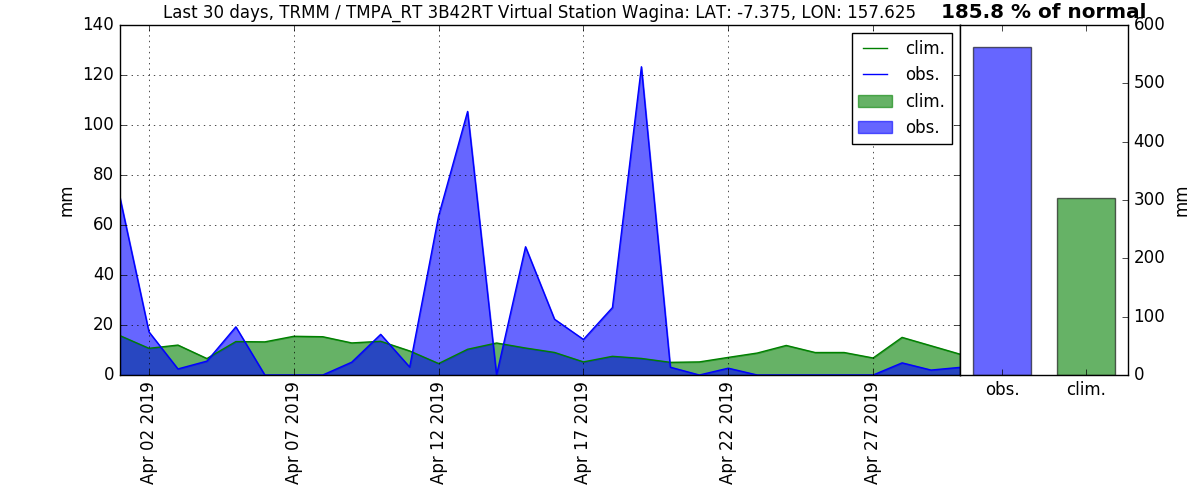 Last 30 days, TRMM / TMPA_RT 3B42RT Virtual Station Wagina: LAT: -7.375, LON: 157.625
185.8 % of normal
140
120
100
80
60
40
20
0
mm
clim.
obs.
clim.
obs.
Apr 02 2019
Apr 07 2019
Apr 12 2019
Apr 17 2019
Apr 22 2019
Apr 27 2019
600
500
400
300
200
100
0
mm
obs.
clim.